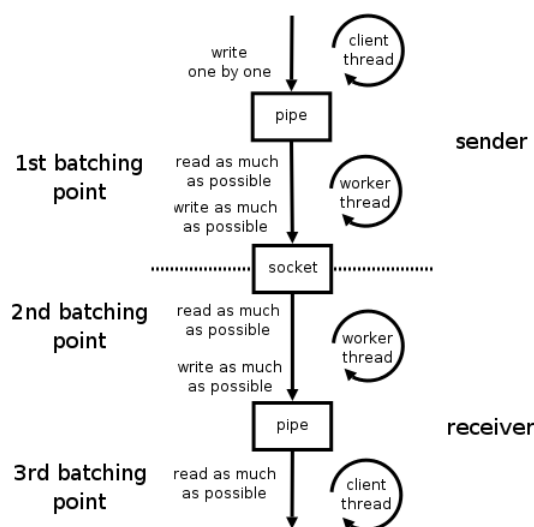 client
thread
write
one by one
pipe
sender
1st batching
point
read as much
as possible
worker
thread
write as much
as possible
socket
2nd batching
point
read as much
as possible
worker
thread
write as much
as possible
pipe
receiver
3rd batching
point
read as much
as possible
client
thread